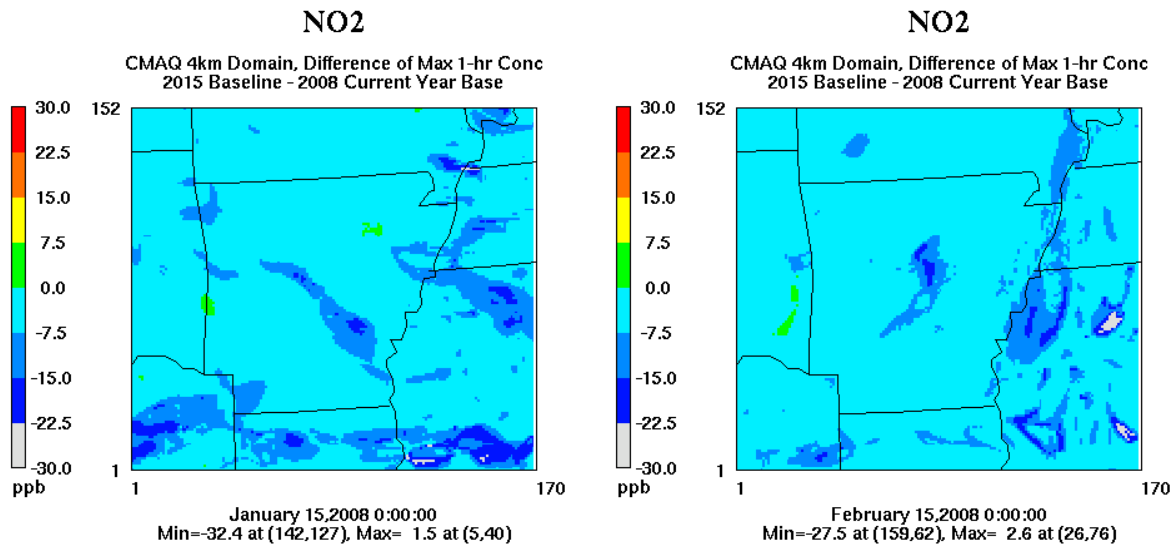 NO2
CMAQ 4km Domain, Difference of Max 1-hr Conc
2015 Baseline - 2008 Current Year Base
30.0
22.5
15.0
7.5
0.0
-7.5
-15.0
-22.5
-30.0
ppb
152
1
1
170
January 15,2008 0:00:00
Min=-32.4 at (142,127), Max= 1.5 at (5,40)
NO2
CMAQ 4km Domain, Difference of Max 1-hr Conc
2015 Baseline - 2008 Current Year Base
30.0
22.5
15.0
7.5
0.0
-7.5
-15.0
-22.5
-30.0
ppb
152
1
1
170
February 15,2008 0:00:00
Min=-27.5 at (159,62), Max= 2.6 at (26,76)